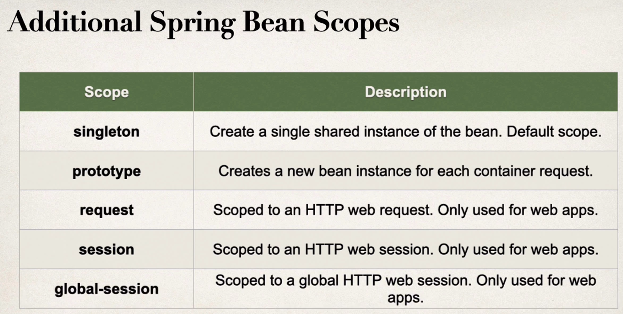 Additional Spring Bean Scopes
Scope Description
singleton Create a single shared instance of the bean. Default scope.
prototype Creates a new bean instance for each container request.
request Scoped to an HTTP web request. Only used for web apps.
session Scoped to an HTTP web session. Only used for web apps.
global-session Scoped to a global HTTP web session. Only used for web
apps.